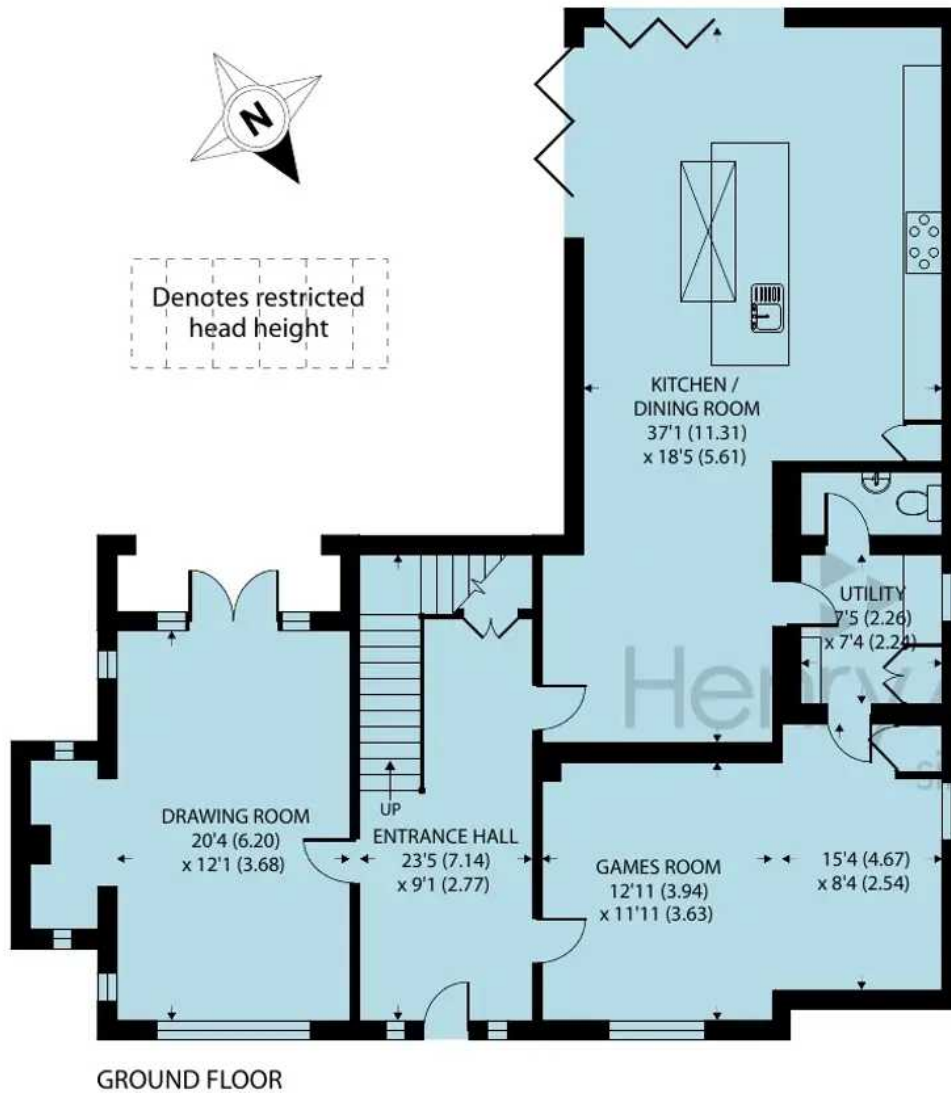 N
Denotes restricted
head height
KITCHEN /
DINING ROOM
37'1 (11.31)
x 18'5 (5.61)
UTILITY
7'5 (2.26)
x 7'4 (2.24)
Henry
DRAWING ROOM
20'4 (6.20)
x 12'1 (3.68)
UP
ENTRANCE HALL
23'5 (7.14)
x 9'1 (2.77)
GAMES ROOM
12'11 (3.94)
x 11'11 (3.63)
15'4 (4.67)
x 8'4 (2.54)
GROUND FLOOR